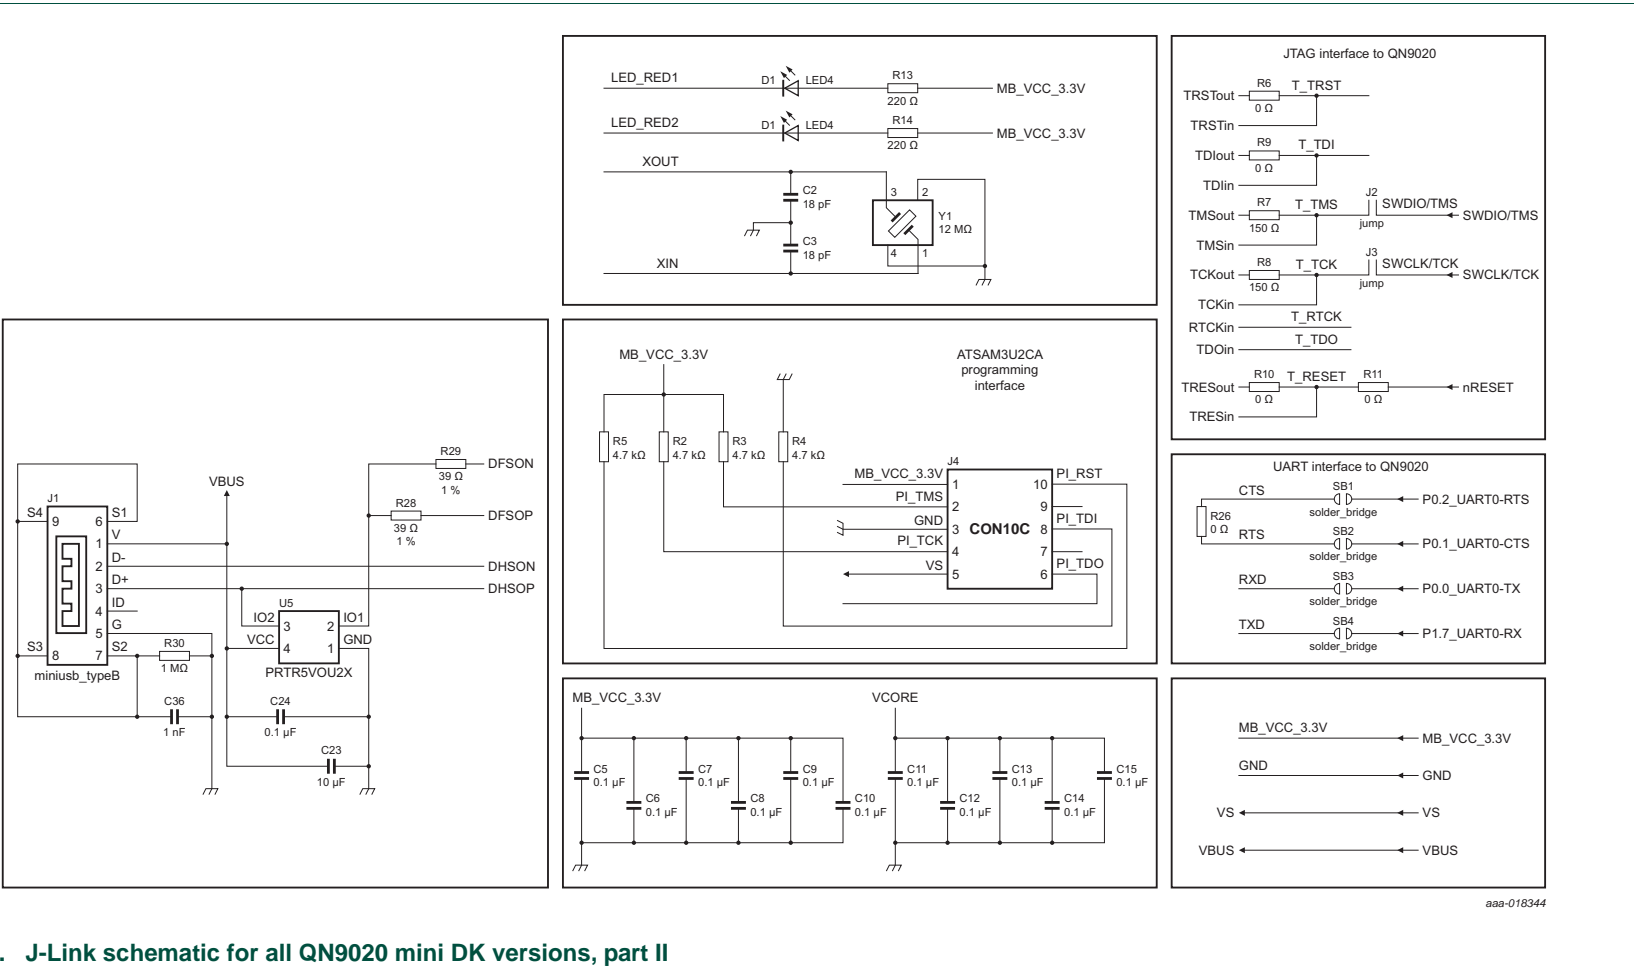 LED_RED1
D1
LED4
R13
220 Ω
MB_VCC_3.3V
LED_RED2
D1
LED4
R14
220 Ω
MB_VCC_3.3V
XOUT
C2
18 pF
C3
18 pF
XIN
3
2
4
1
Y1
12 MΩ
JTAG interface to QN9020
TRSTout
R6
0 Ω
T_TRST
TRSTin
TDIout
R9
0 Ω
T_TDI
TDIin
TMSout
R7
150 Ω
T_TMS
J2
jump
SWDIO/TMS
SWDIO/TMS
TMSin
TCKout
R8
150 Ω
T_TCK
J3
jump
SWCLK/TCK
SWCLK/TCK
TCKin
RTCKin
T_RTCK
TDOin
T_TDO
TRESout
R10
0 Ω
T_RESET
R11
0 Ω
nRESET
TRESin
J1
S4
9
6
S1
1
V
2
D-
3
D+
4
ID
5
G
S3
8
7
S2
miniusb_typeB
R30
1 MΩ
C36
1 nF
VBUS
R29
39 Ω
1 %
DFSON
R28
39 Ω
1 %
DFSOP
DHSON
DHSOP
U5
IO2
3
2
IO1
VCC
4
1
GND
PRTR5VOU2X
C24
0.1 µF
C23
10 µF
MB_VCC_3.3V
ATSAM3U2CA
programming
interface
R5
4.7 kΩ
R2
4.7 kΩ
R3
4.7 kΩ
R4
4.7 kΩ
J4
CON10C
MB_VCC_3.3V
1
PI_TMS
2
GND
3
PI_TCK
4
VS
5
10
PI_RST
9
8
PI_TDI
7
6
PI_TDO
UART interface to QN9020
CTS
SB1
solder_bridge
P0.2_UART0-RTS
R26
0 Ω
RTS
SB2
solder_bridge
P0.1_UART0-CTS
RXD
SB3
solder_bridge
P0.0_UART0-TX
TXD
SB4
solder_bridge
P1.7_UART0-RX
MB_VCC_3.3V
C5
0.1 µF
C6
0.1 µF
C7
0.1 µF
C8
0.1 µF
C9
0.1 µF
C10
0.1 µF
VCORE
C11
0.1 µF
C12
0.1 µF
C13
0.1 µF
C14
0.1 µF
C15
0.1 µF
MB_VCC_3.3V
MB_VCC_3.3V
GND
GND
VS
VS
VBUS
VBUS
aaa-018344
. J-Link schematic for all QN9020 mini DK versions, part II